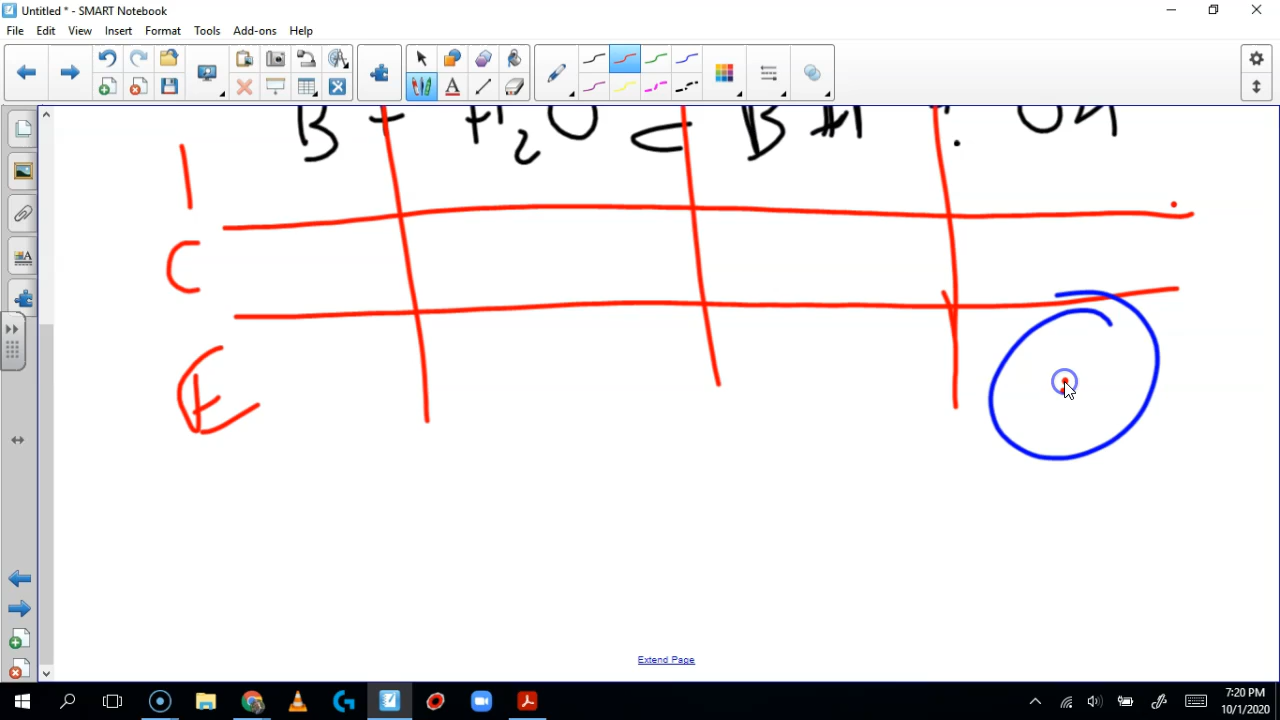 Untitled * - SMART Notebook
File Edit View Insert Format Tools Add-ons Help
B + H2O ⊂ BH : OH
I
C
E
Extend Page
7:20 PM
10/1/2020